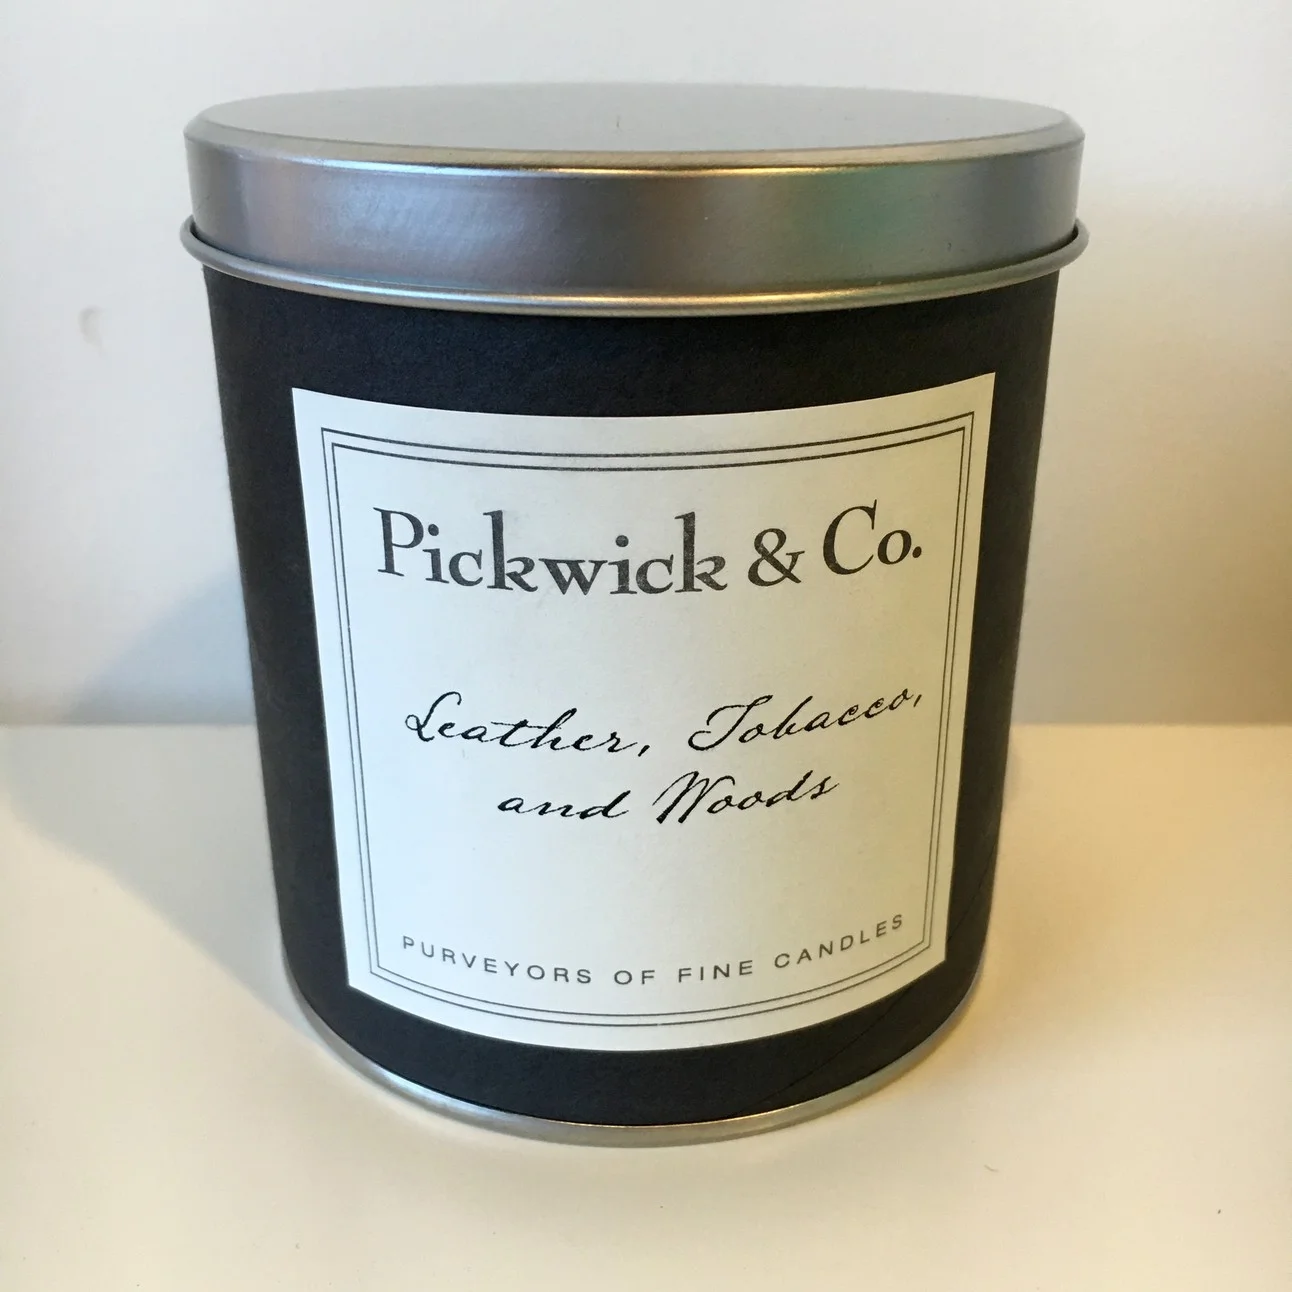 Pickwick & Co.
Leather, Tobacco,
and Woods
PURVEYORS OF FINE CANDLES